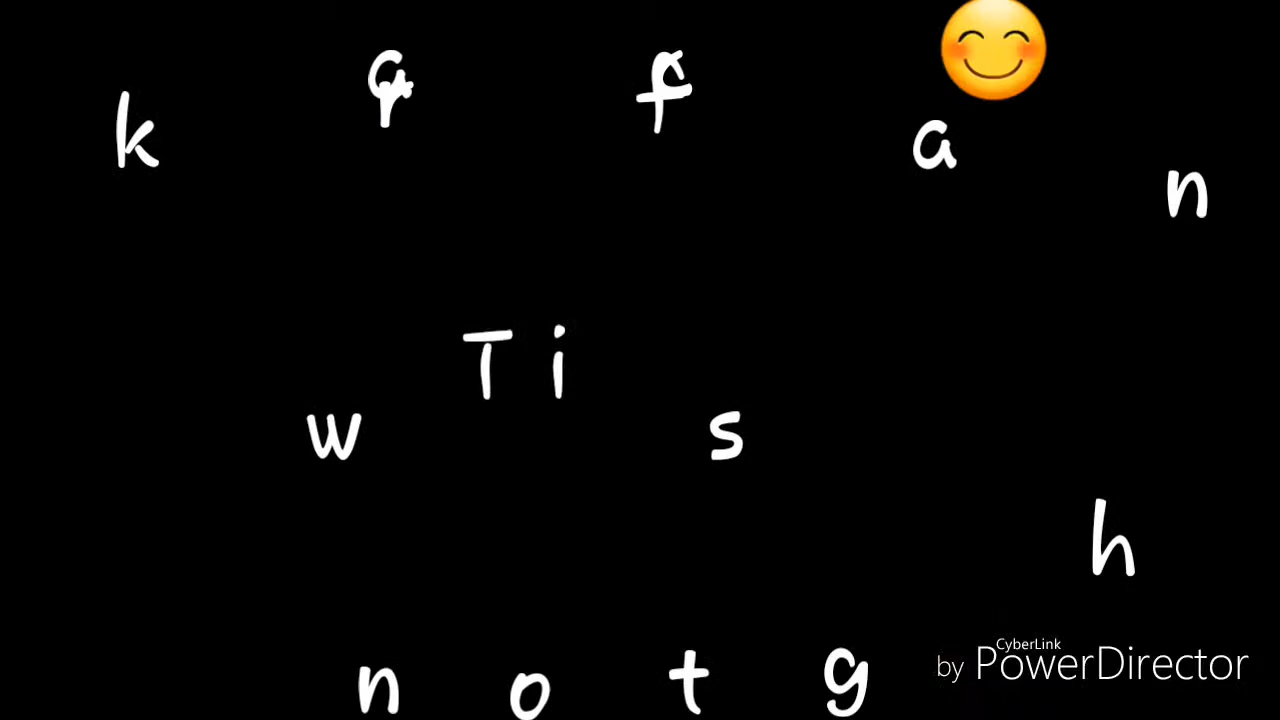 k f a n
T i
w s
h
n o t g
CyberLink
by PowerDirector